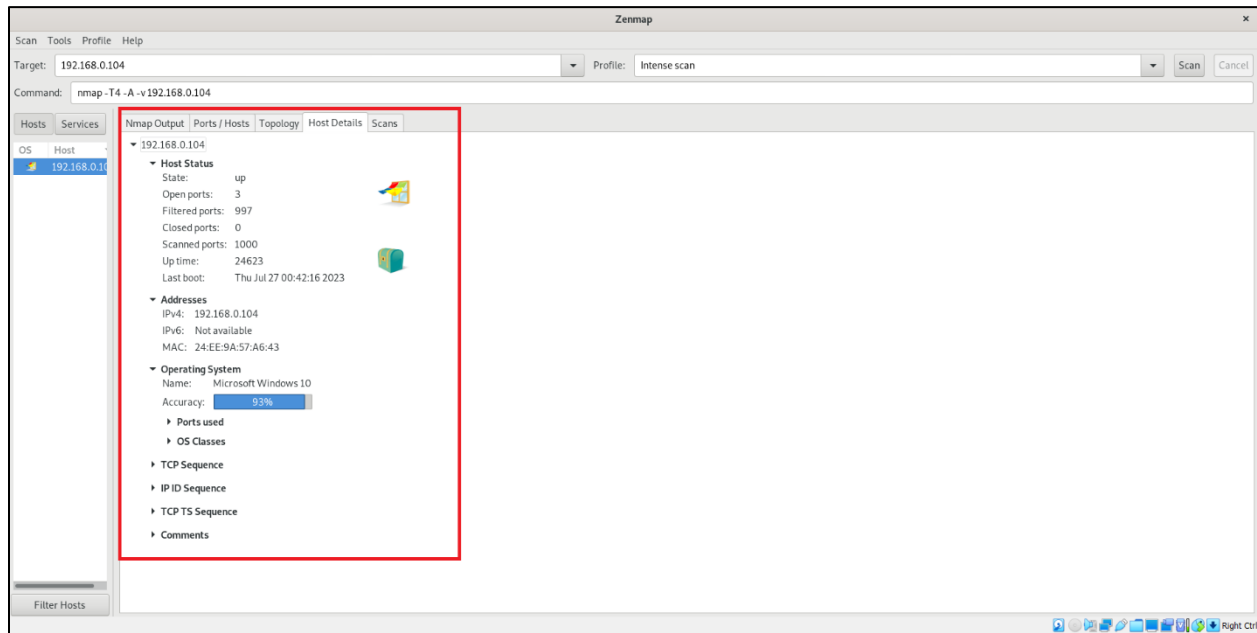 Zenmap
×
Scan Tools Profile Help
Target: 192.168.0.104 Profile: Intense scan Scan Cancel
Command: nmap -T4 -A -v 192.168.0.104
Hosts Services
Nmap Output Ports / Hosts Topology Host Details Scans
OS Host
192.168.0.10
192.168.0.104
Host Status
State: up
Open ports: 3
Filtered ports: 997
Closed ports: 0
Scanned ports: 1000
Up time: 24623
Last boot: Thu Jul 27 00:42:16 2023
Addresses
IPv4: 192.168.0.104
IPv6: Not available
MAC: 24:EE:9A:57:A6:43
Operating System
Name: Microsoft Windows 10
Accuracy: 93%
Ports used
OS Classes
TCP Sequence
IP ID Sequence
TCP TS Sequence
Comments
Filter Hosts
Right Ctrl